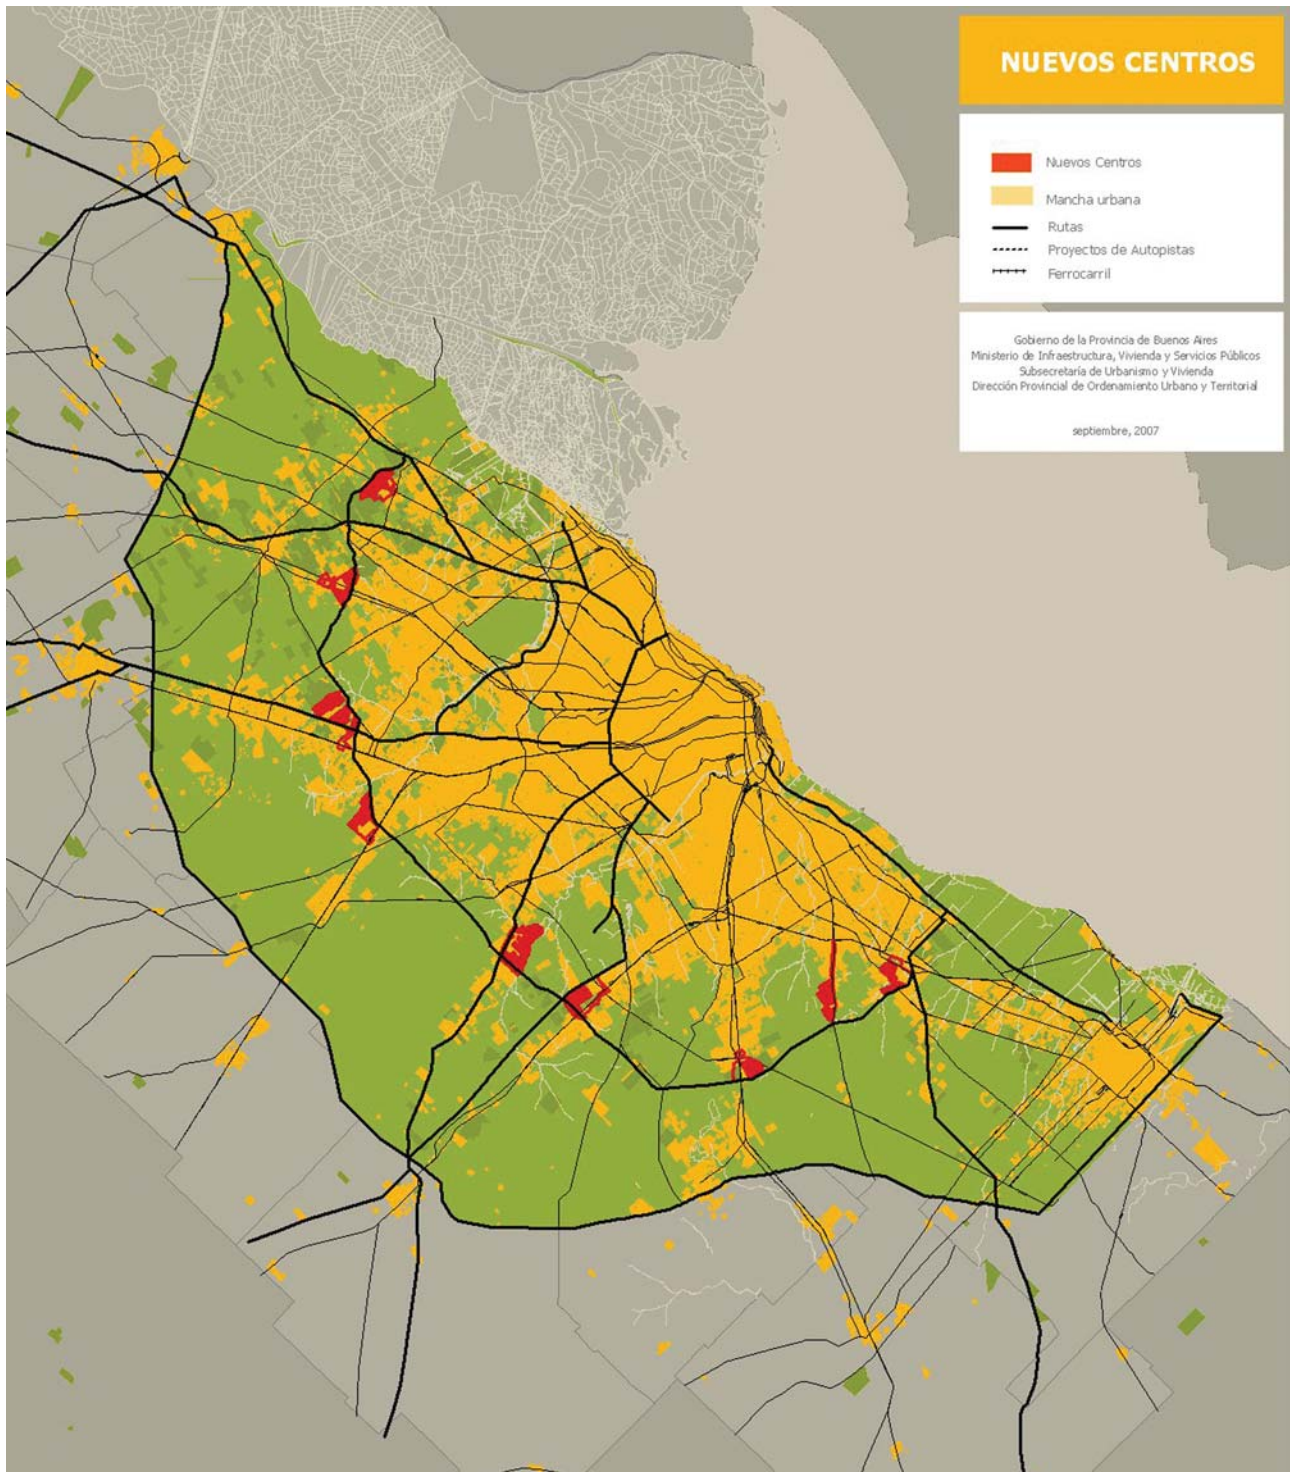 NUEVOS CENTROS
Nuevos Centros
Mancha urbana
Rutas
Proyectos de Autopistas
Ferrocarril
Gobierno de la Provincia de Buenos Aires
Ministerio de Infraestructura, Vivienda y Servicios Públicos
Subsecretaría de Urbanismo y Vivienda
Dirección Provincial de Ordenamiento Urbano y Territorial
septiembre, 2007